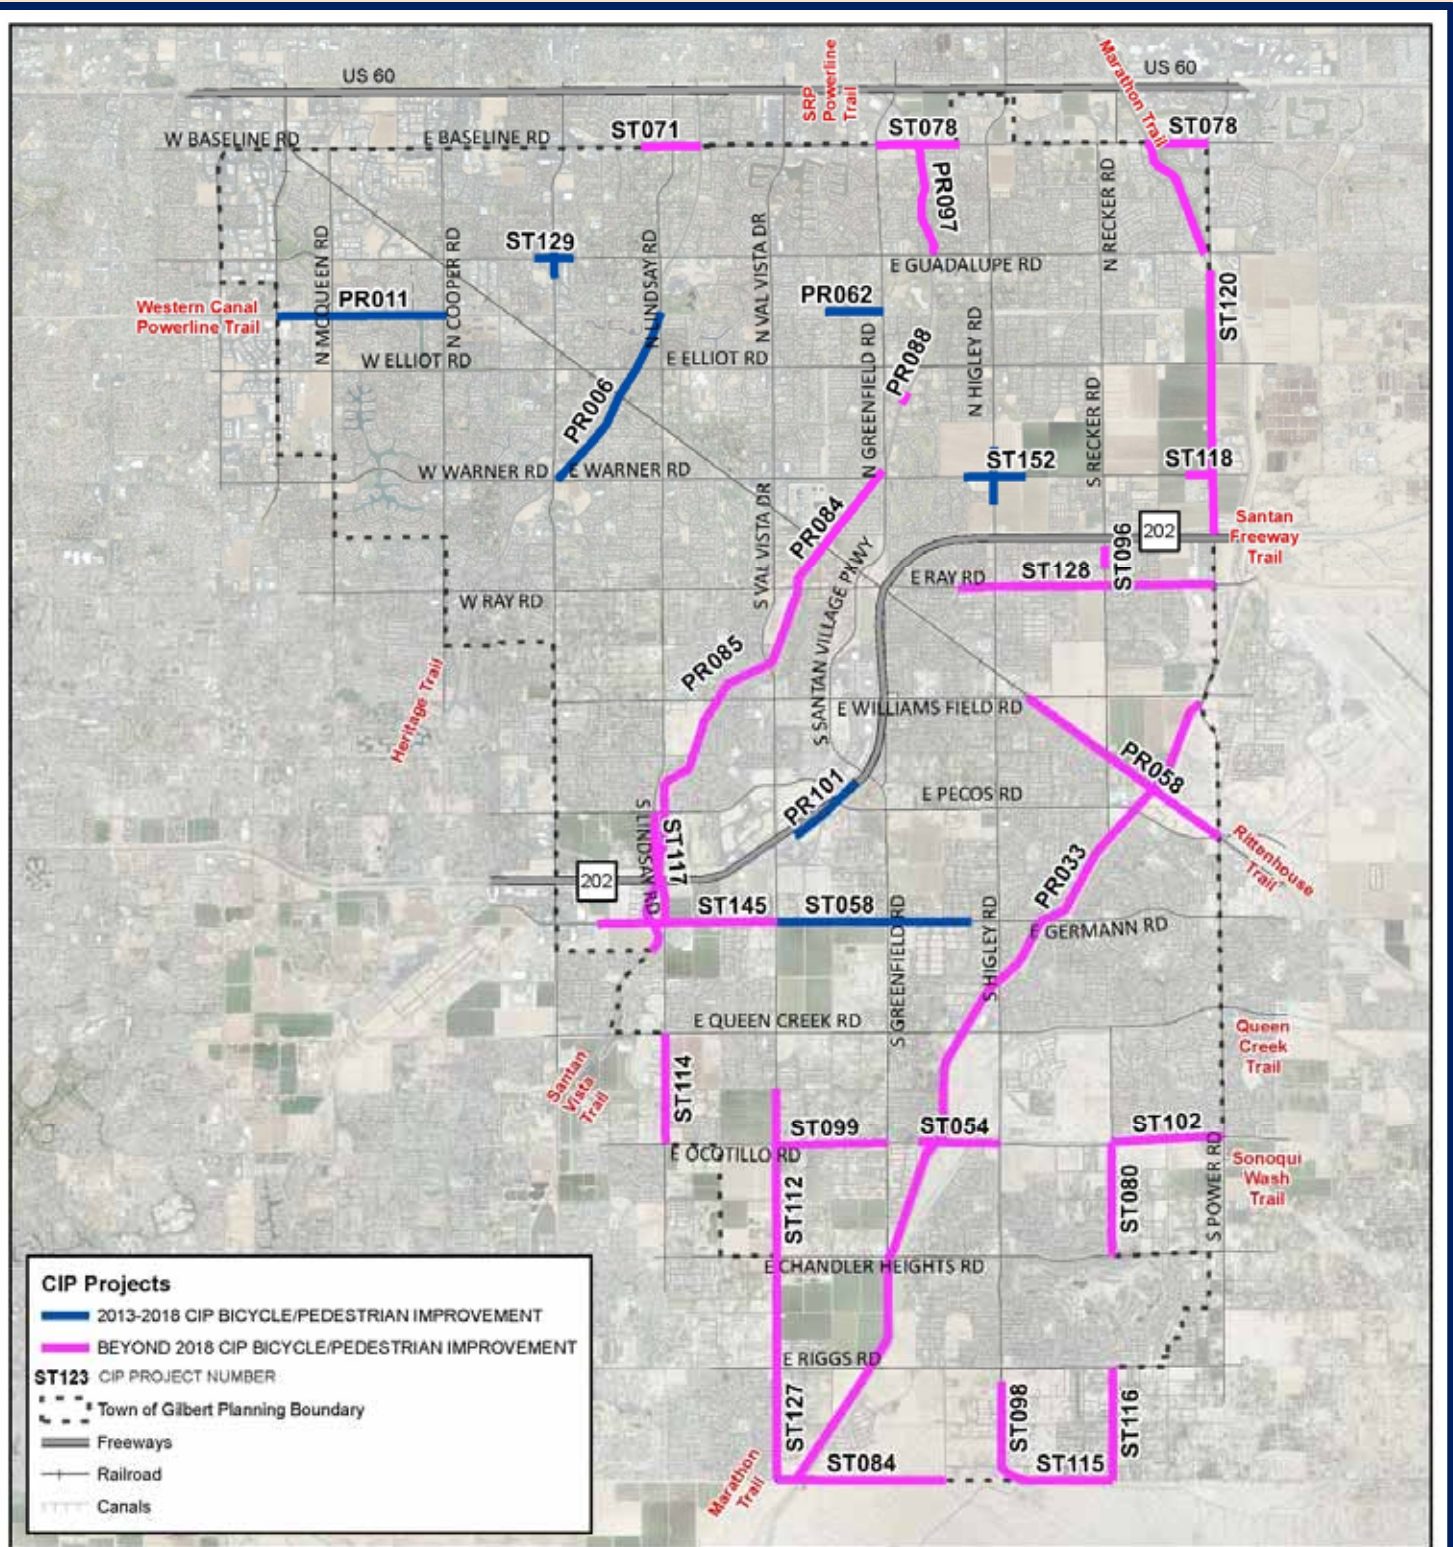 US 60
US 60
SRP
Powerline
Trail
Marathon Trail
W BASELINE RD
E BASELINE RD
ST071
ST078
ST078
PR097
N RECKER RD
ST129
N MCQUEEN RD
N COOPER RD
N LINDSAY RD
N VAL VISTA DR
E GUADALUPE RD
Western Canal
Powerline Trail
PR011
PR062
ST120
N GREENFIELD RD
N HIGLEY RD
W ELLIOT RD
E ELLIOT RD
PR088
PR006
S RECKER RD
W WARNER RD
E WARNER RD
ST152
ST118
S VAL VISTA DR
PR084
Santan
Freeway
Trail
202
ST096
S SANTAN VILLAGE PKWY
E RAY RD
ST128
W RAY RD
PR085
Heritage Trail
E WILLIAMS FIELD RD
PR058
PR101
E PECOS RD
S LINDSAY RD
ST117
Rittenhouse
Trail
202
PR033
ST145
ST058
S GREENFIELD RD
S HIGLEY RD
E GERMANN RD
E QUEEN CREEK RD
Queen
Creek
Trail
Santan
Vista
Trail
ST114
ST099
ST054
ST102
E OCOTILLO RD
Sonoqui
Wash
Trail
ST112
ST080
S POWER RD
E CHANDLER HEIGHTS RD
E RIGGS RD
ST127
ST098
ST116
ST084
ST115
Marathon
Trail
CIP Projects
2013-2018 CIP BICYCLE/PEDESTRIAN IMPROVEMENT
BEYOND 2018 CIP BICYCLE/PEDESTRIAN IMPROVEMENT
ST123 CIP PROJECT NUMBER
Town of Gilbert Planning Boundary
Freeways
Railroad
Canals